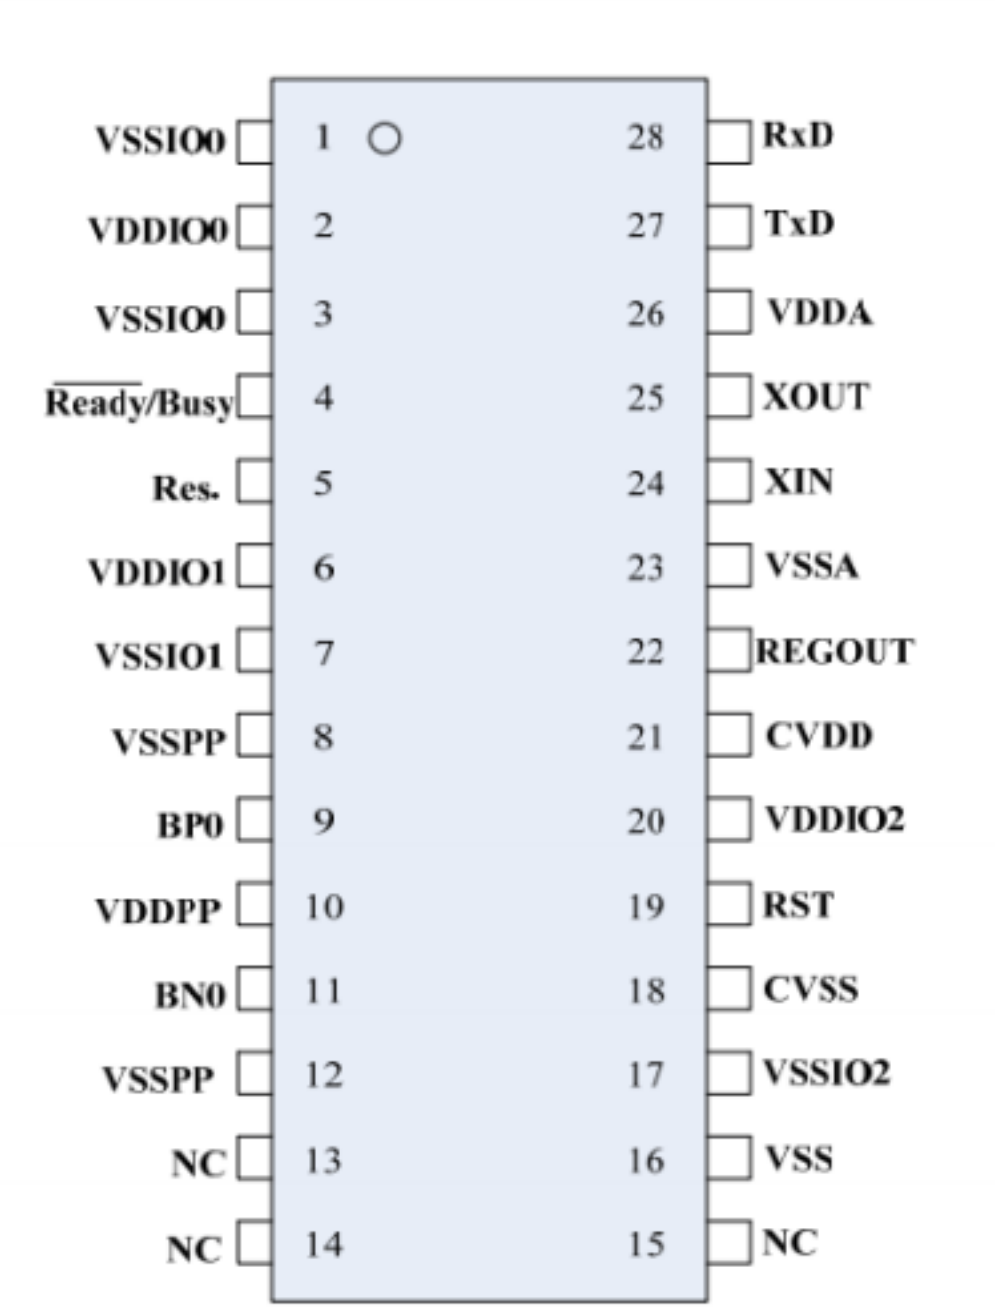 VSSIO0 1 28 RxD
VDDIO0 2 27 TxD
VSSIO0 3 26 VDDA
Ready/Busy 4 25 XOUT
Res. 5 24 XIN
VDDIO1 6 23 VSSA
VSSIO1 7 22 REGOUT
VSSPP 8 21 CVDD
BP0 9 20 VDDIO2
VDDPP 10 19 RST
BN0 11 18 CVSS
VSSPP 12 17 VSSIO2
NC 13 16 VSS
NC 14 15 NC